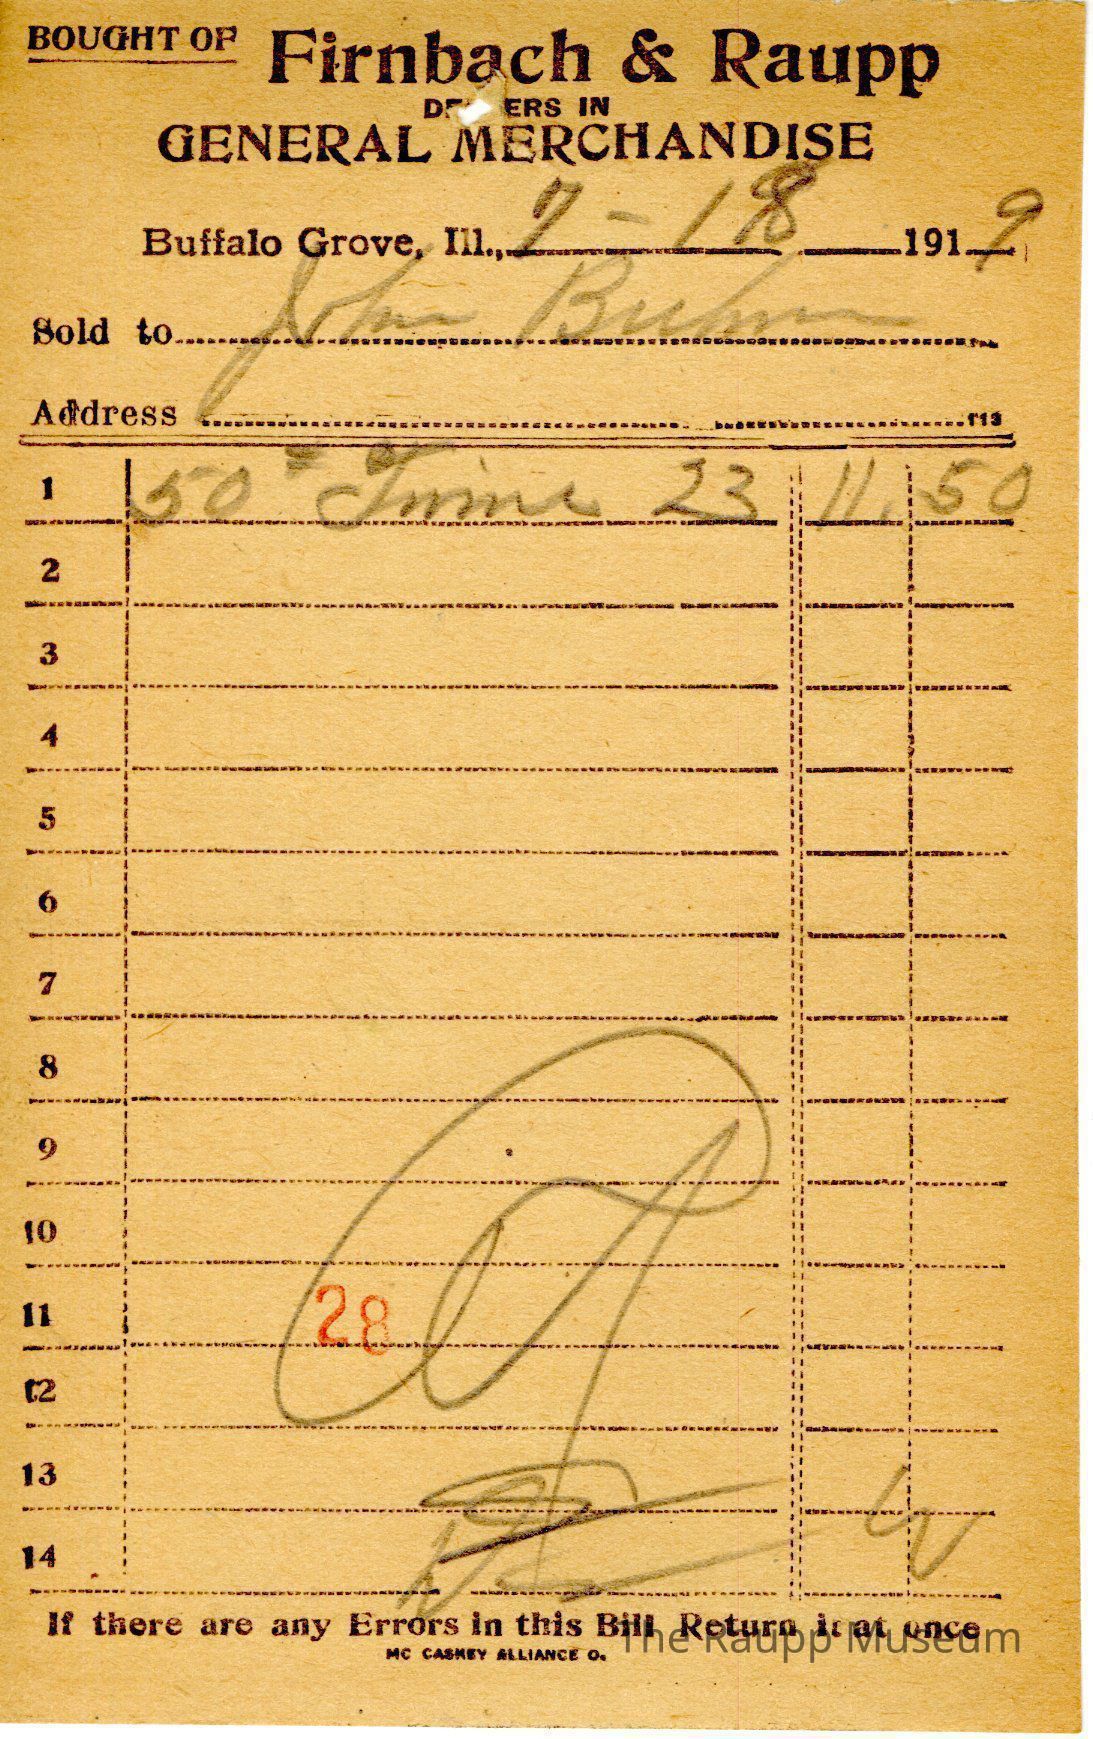 BOUGHT OF Firnbach & Raupp
DEALERS IN
GENERAL MERCHANDISE
Buffalo Grove, Ill., 7-18 1919
Sold to John
Address 113
1 50# Twine 23 11.50
2
3
4
5
6
7
8
9
10
11 28
12
13
14
If there are any Errors in this Bill Return it at once
MC CASKEY ALLIANCE O.
The Raupp Museum